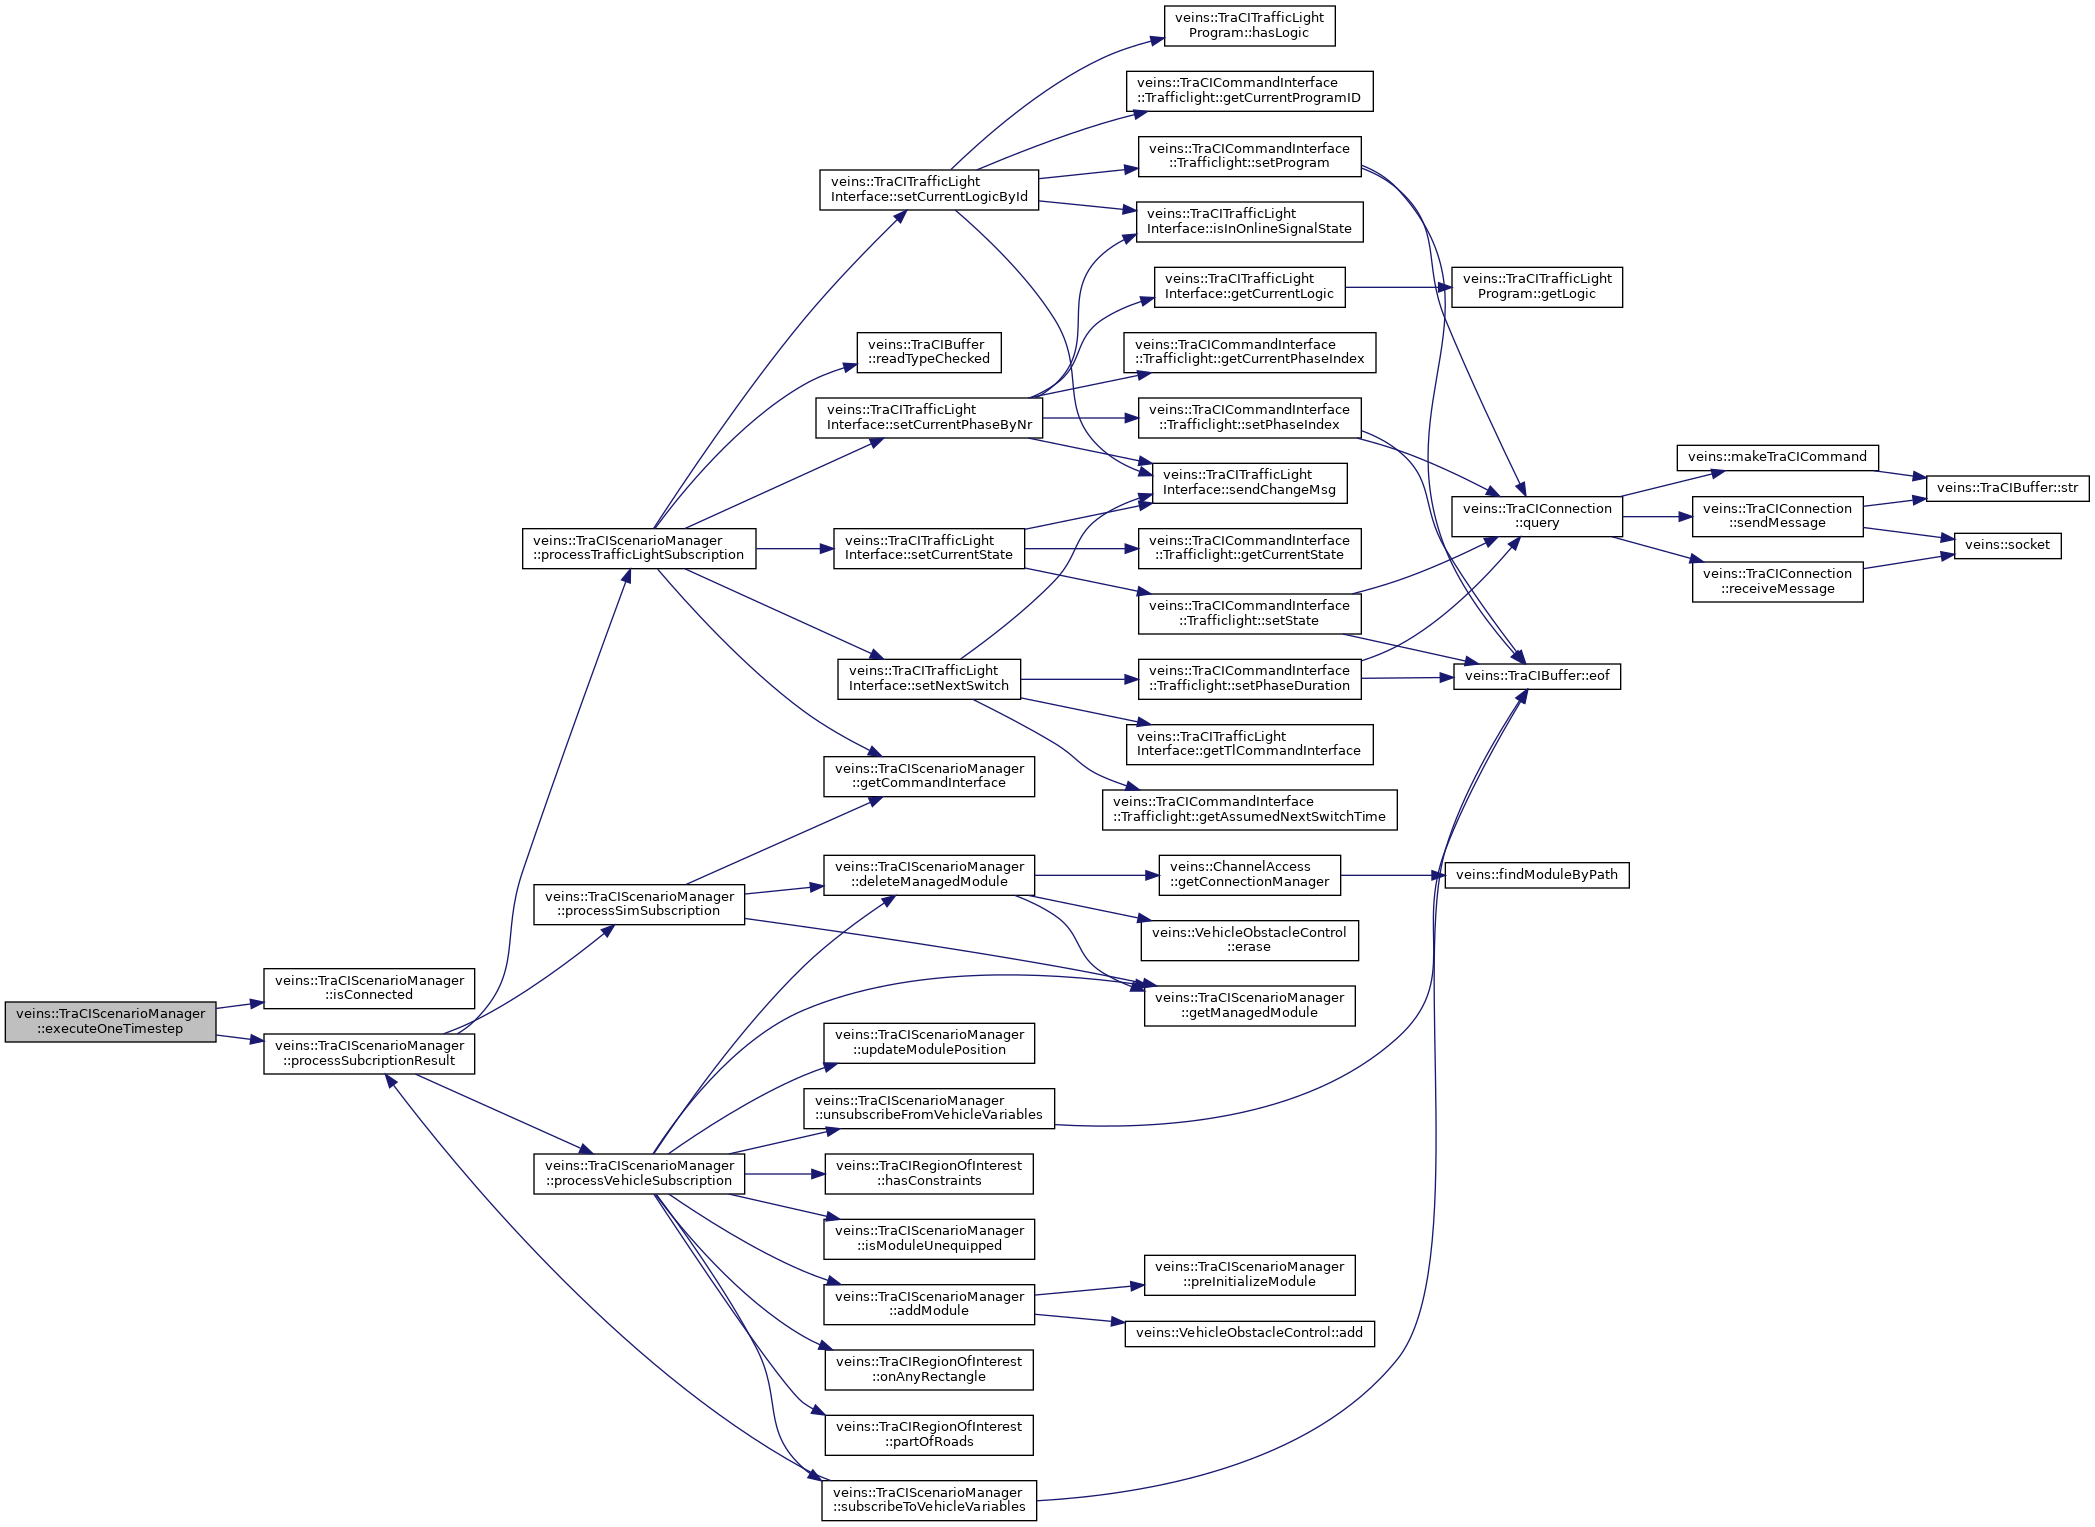 veins::TraCITrafficLight
Program::hasLogic
veins::TraCICommandInterface
::Trafficlight::getCurrentProgramID
veins::TraCICommandInterface
::Trafficlight::setProgram
veins::TraCITrafficLight
Interface::setCurrentLogicById
veins::TraCITrafficLight
Interface::isInOnlineSignalState
veins::TraCITrafficLight
Interface::getCurrentLogic
veins::TraCITrafficLight
Program::getLogic
veins::TraCIBuffer
::readTypeChecked
veins::TraCICommandInterface
::Trafficlight::getCurrentPhaseIndex
veins::TraCITrafficLight
Interface::setCurrentPhaseByNr
veins::TraCICommandInterface
::Trafficlight::setPhaseIndex
veins::TraCITrafficLight
Interface::sendChangeMsg
veins::makeTraCICommand
veins::TraCIBuffer::str
veins::TraCIConnection
::query
veins::TraCIConnection
::sendMessage
veins::socket
veins::TraCIScenarioManager
::processTrafficLightSubscription
veins::TraCITrafficLight
Interface::setCurrentState
veins::TraCICommandInterface
::Trafficlight::getCurrentState
veins::TraCIConnection
::receiveMessage
veins::TraCICommandInterface
::Trafficlight::setState
veins::TraCITrafficLight
Interface::setNextSwitch
veins::TraCICommandInterface
::Trafficlight::setPhaseDuration
veins::TraCIBuffer::eof
veins::TraCITrafficLight
Interface::getTlCommandInterface
veins::TraCIScenarioManager
::getCommandInterface
veins::TraCICommandInterface
::Trafficlight::getAssumedNextSwitchTime
veins::TraCIScenarioManager
::deleteManagedModule
veins::ChannelAccess
::getConnectionManager
veins::findModuleByPath
veins::TraCIScenarioManager
::processSimSubscription
veins::VehicleObstacleControl
::erase
veins::TraCIScenarioManager
::isConnected
veins::TraCIScenarioManager
::getManagedModule
veins::TraCIScenarioManager
::executeOneTimestep
veins::TraCIScenarioManager
::processSubcriptionResult
veins::TraCIScenarioManager
::updateModulePosition
veins::TraCIScenarioManager
::unsubscribeFromVehicleVariables
veins::TraCIScenarioManager
::processVehicleSubscription
veins::TraCIRegionOfInterest
::hasConstraints
veins::TraCIScenarioManager
::isModuleUnequipped
veins::TraCIScenarioManager
::preInitializeModule
veins::TraCIScenarioManager
::addModule
veins::VehicleObstacleControl::add
veins::TraCIRegionOfInterest
::onAnyRectangle
veins::TraCIRegionOfInterest
::partOfRoads
veins::TraCIScenarioManager
::subscribeToVehicleVariables